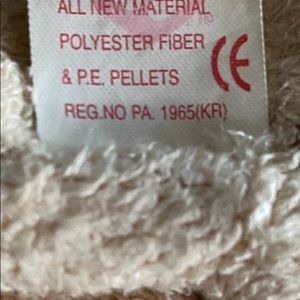 ALL NEW MATERIAL
POLYESTER FIBER
& P.E. PELLETS
REG.NO PA. 1965(KR)
CE